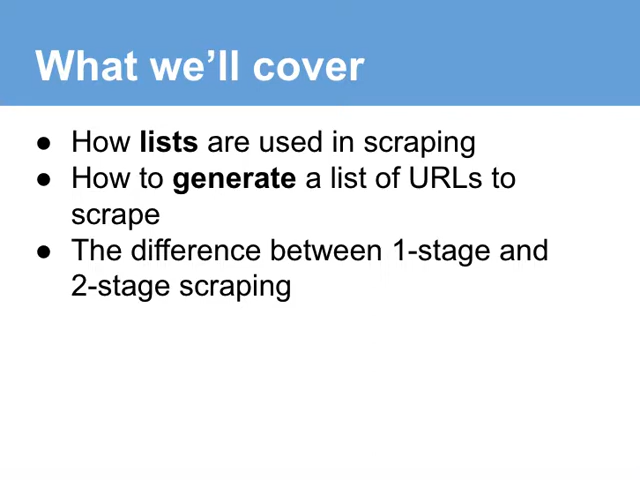 What we’ll cover
● How lists are used in scraping
● How to generate a list of URLs to
scrape
● The difference between 1-stage and
2-stage scraping